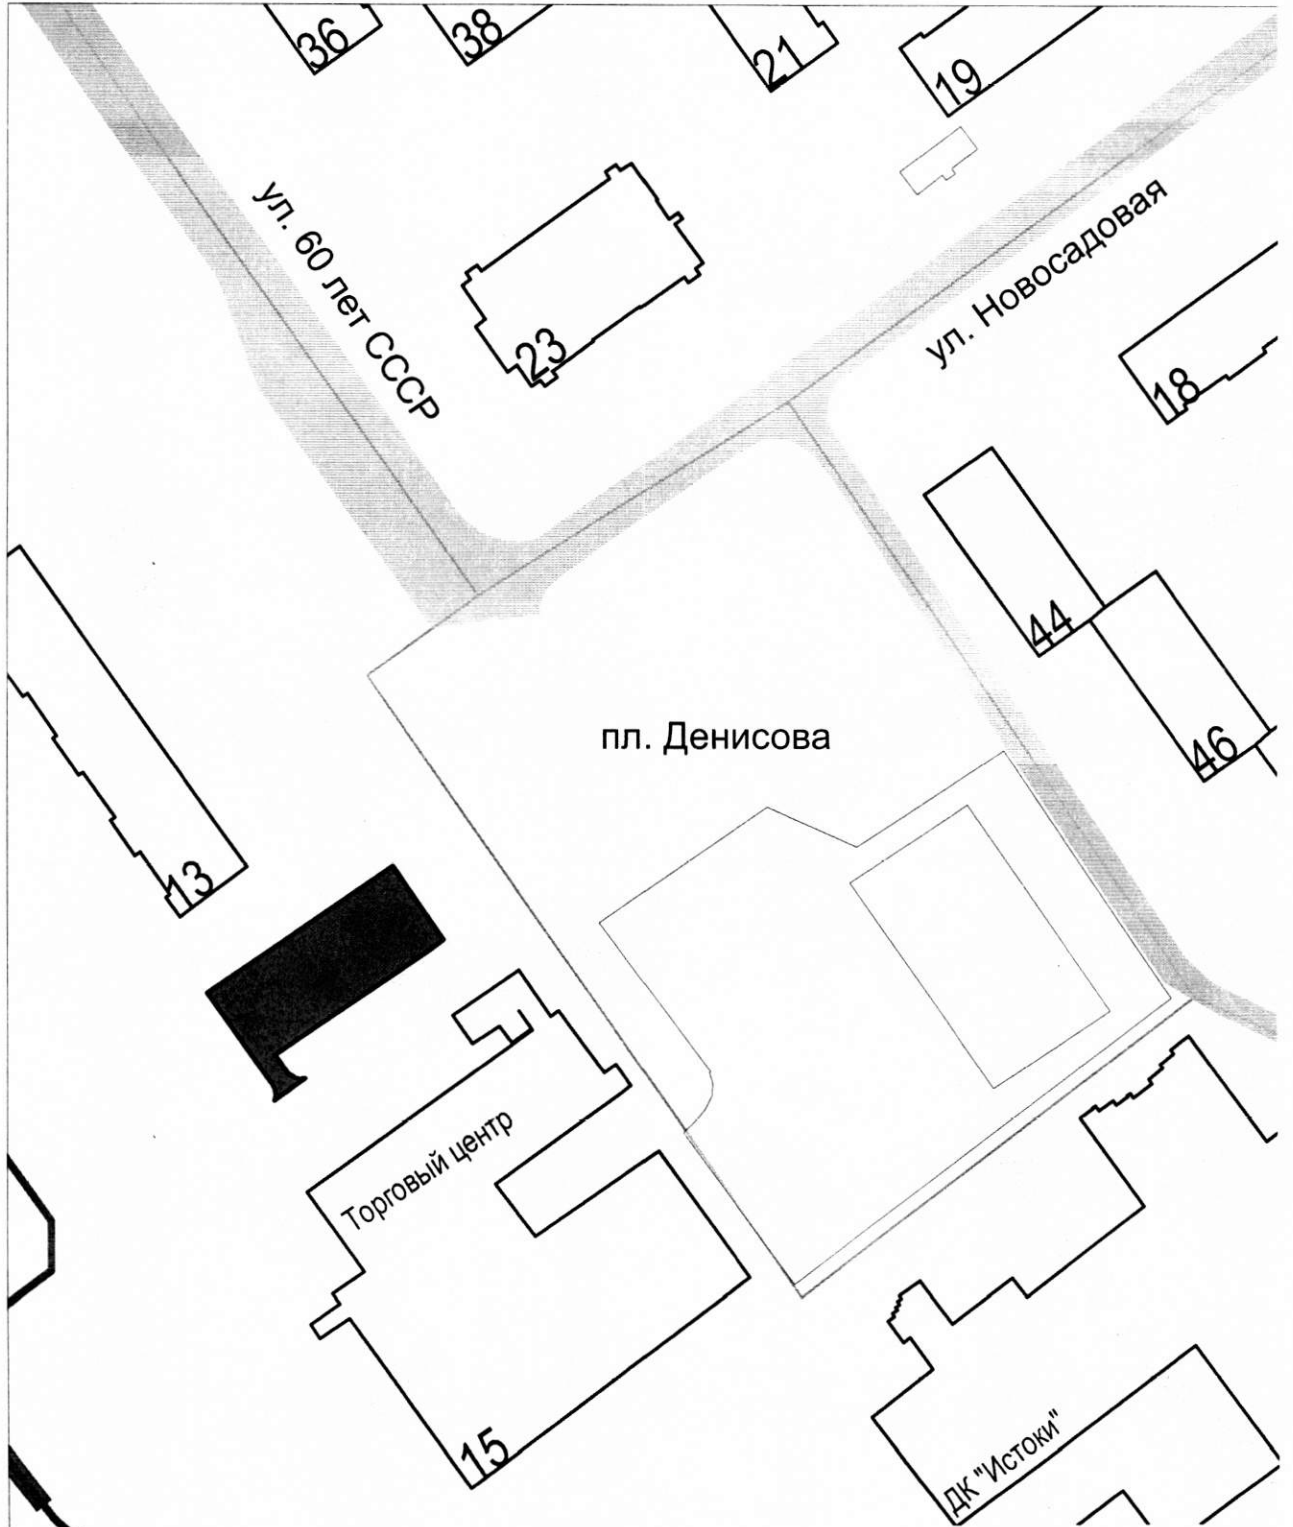 36
38
21
19
ул. 60 лет СССР
23
ул. Новосадовая
18
44
46
пл. Денисова
13
Торговый центр
15
ДК "Истоки"